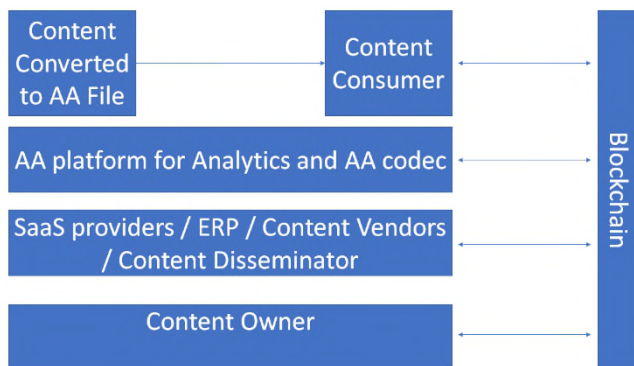 Content
Converted
to AA File
Content
Consumer
AA platform for Analytics and AA codec
SaaS providers / ERP / Content Vendors
/ Content Disseminator
Content Owner
Blockchain